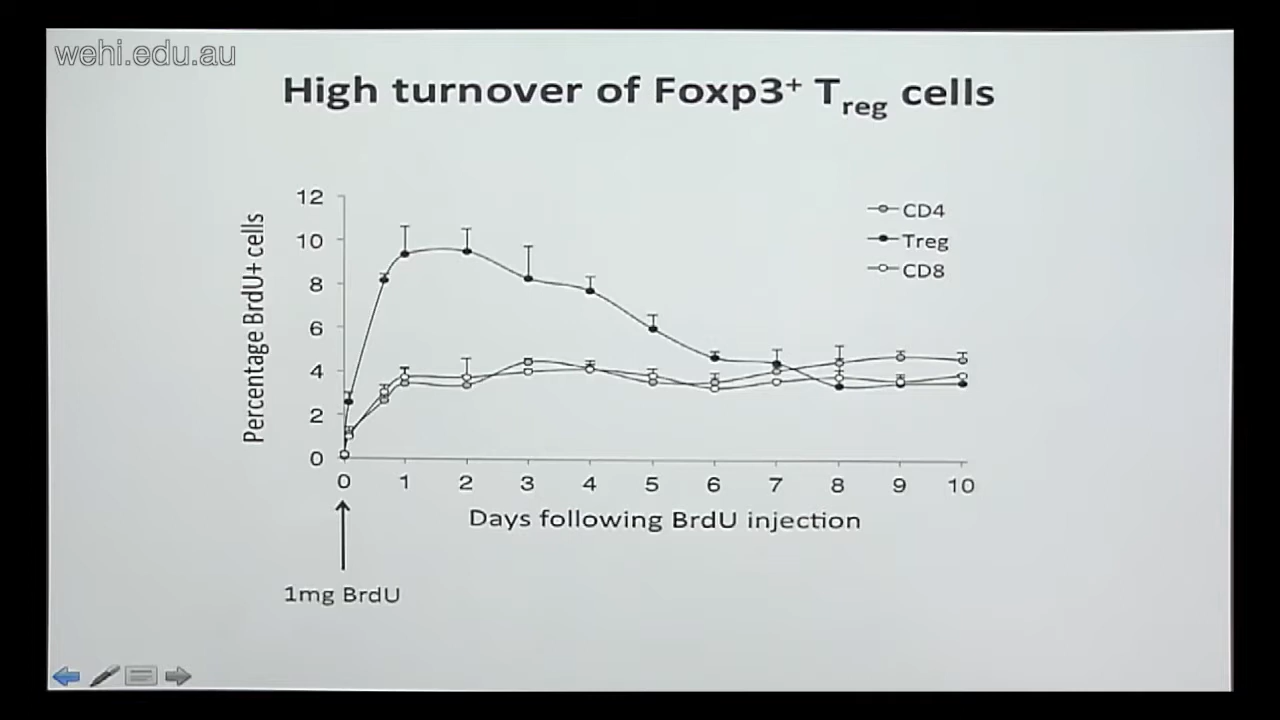 wehi.edu.au
High turnover of Foxp3⁺ Treg cells
Percentage BrdU+ cells
12
10
8
6
4
2
0
CD4
Treg
CD8
0 1 2 3 4 5 6 7 8 9 10
Days following BrdU injection
1mg BrdU